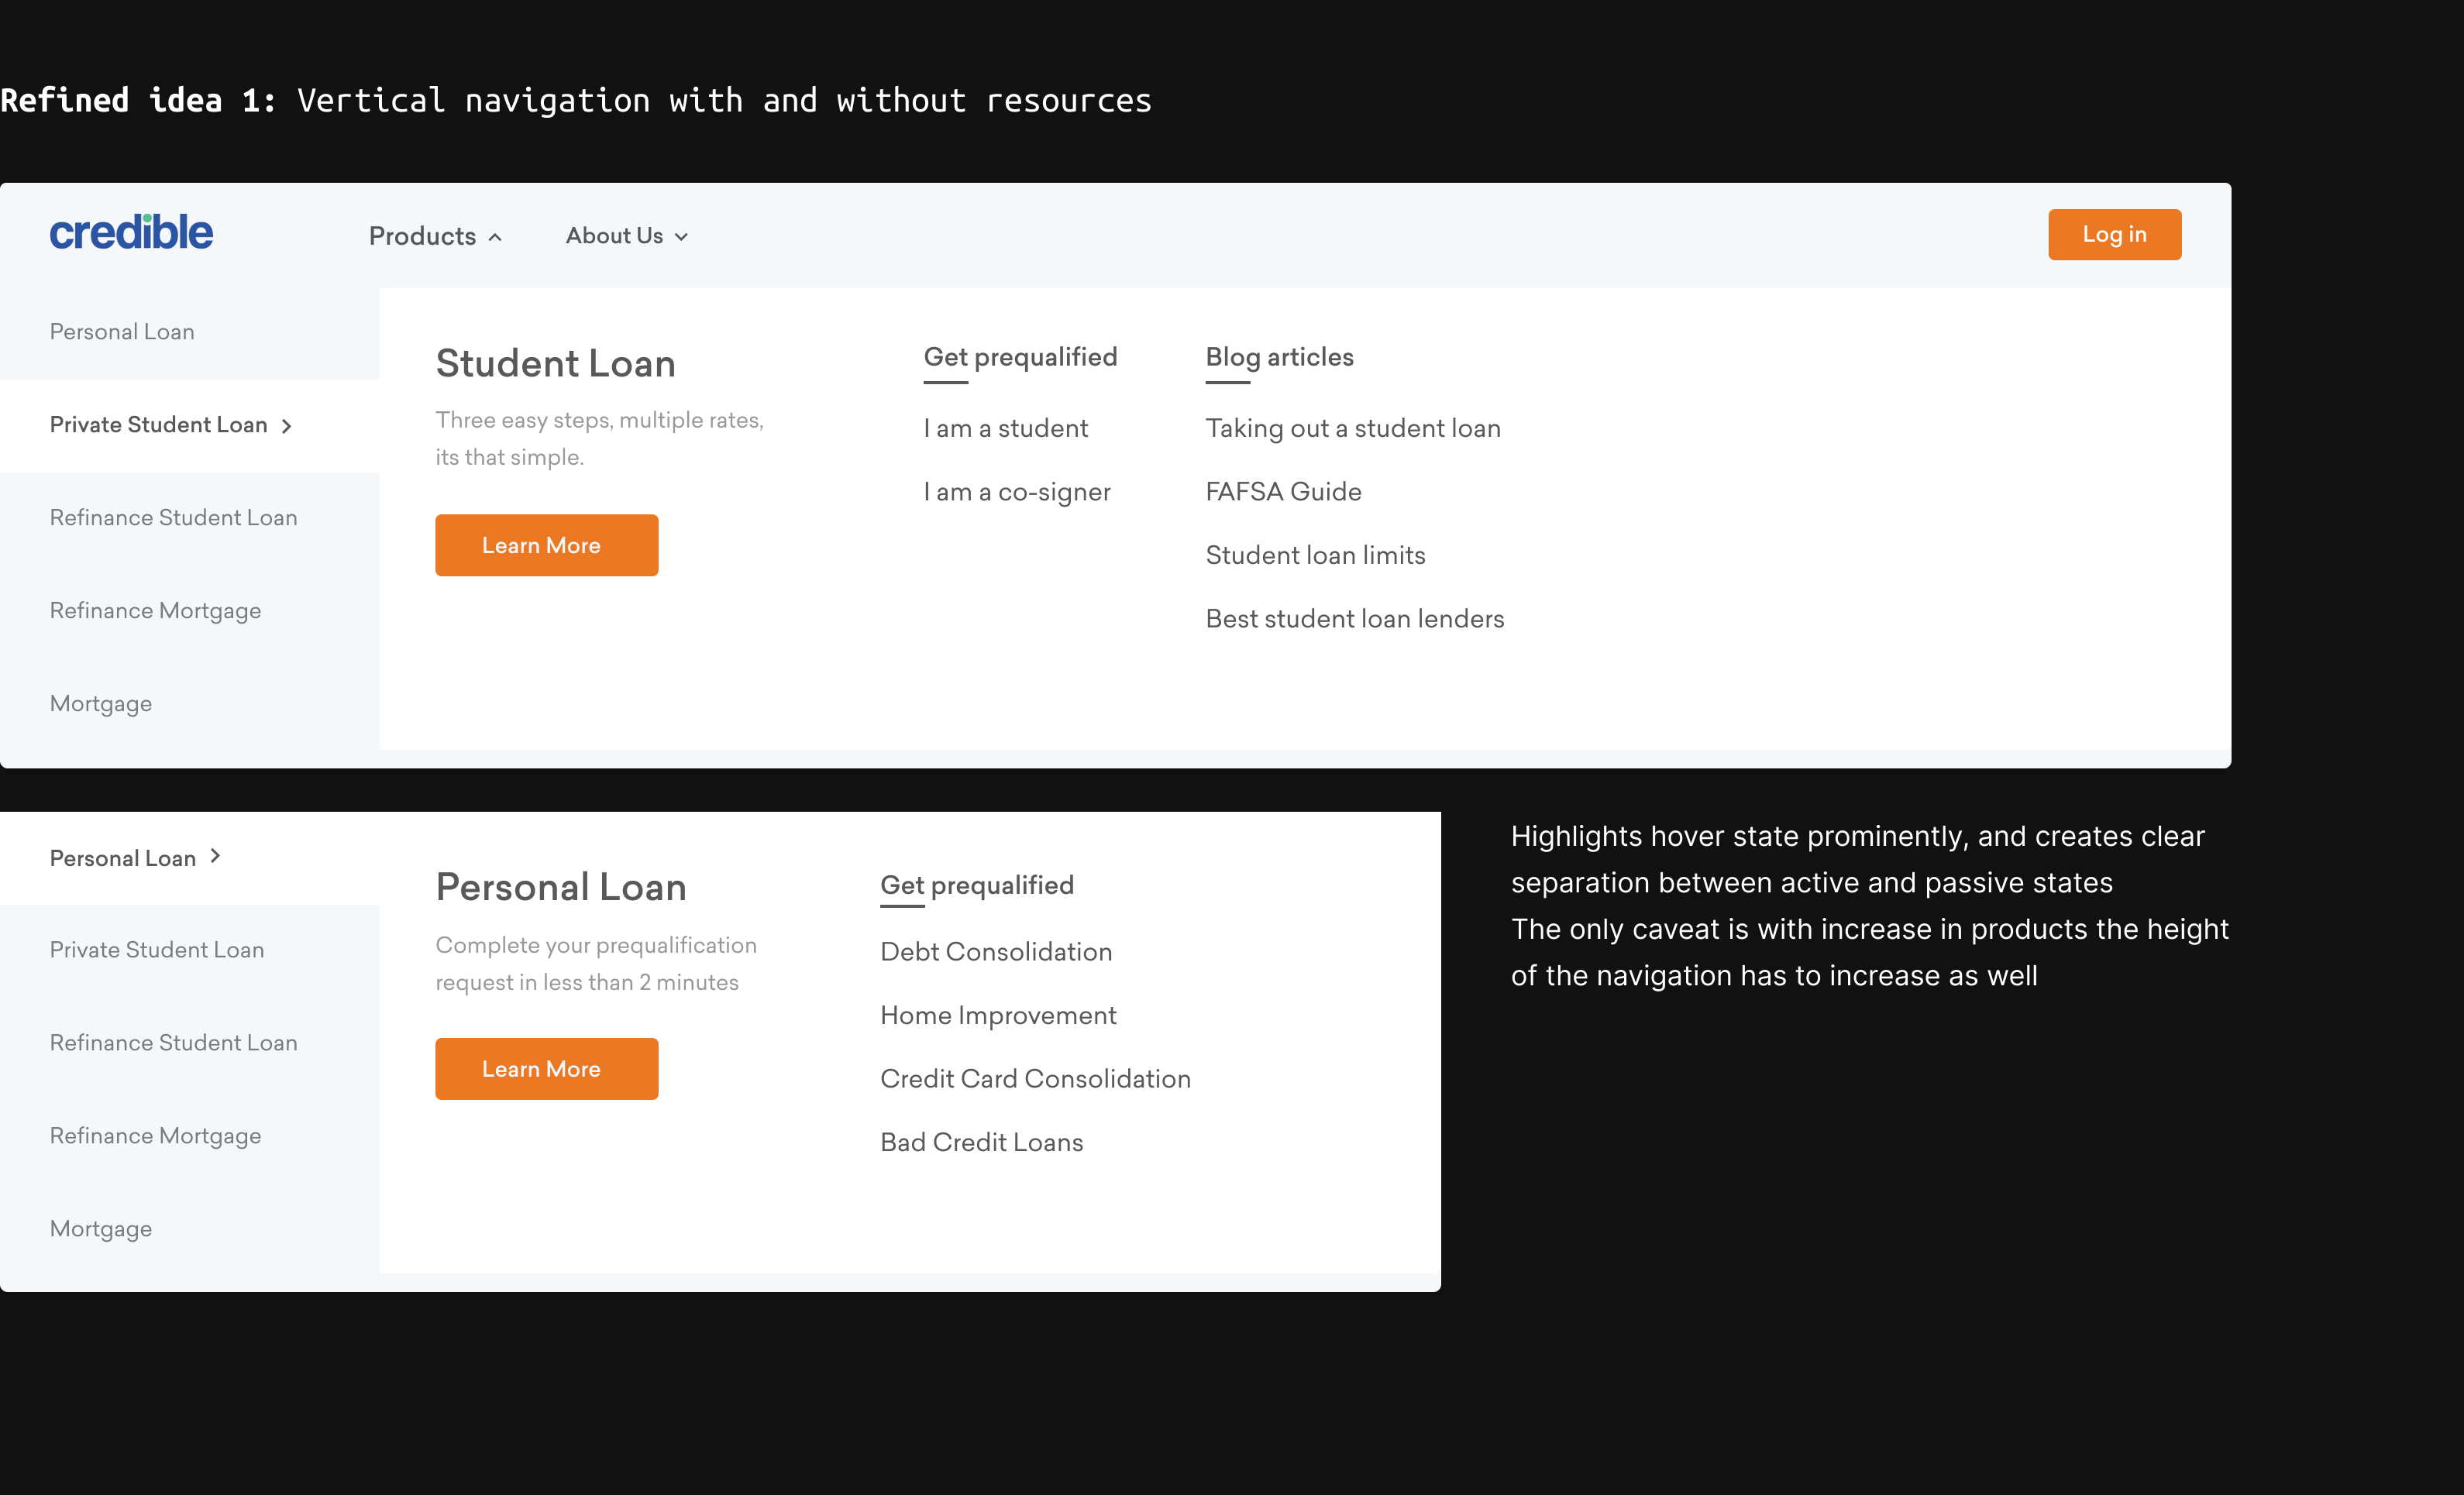 Refined idea 1: Vertical navigation with and without resources
credible
Products
About Us
Log in
Personal Loan
Private Student Loan
Refinance Student Loan
Refinance Mortgage
Mortgage
Student Loan
Three easy steps, multiple rates,
its that simple.
Learn More
Get prequalified
I am a student
I am a co-signer
Blog articles
Taking out a student loan
FAFSA Guide
Student loan limits
Best student loan lenders
Personal Loan
Private Student Loan
Refinance Student Loan
Refinance Mortgage
Mortgage
Personal Loan
Complete your prequalification
request in less than 2 minutes
Learn More
Get prequalified
Debt Consolidation
Home Improvement
Credit Card Consolidation
Bad Credit Loans
Highlights hover state prominently, and creates clear
separation between active and passive states
The only caveat is with increase in products the height
of the navigation has to increase as well